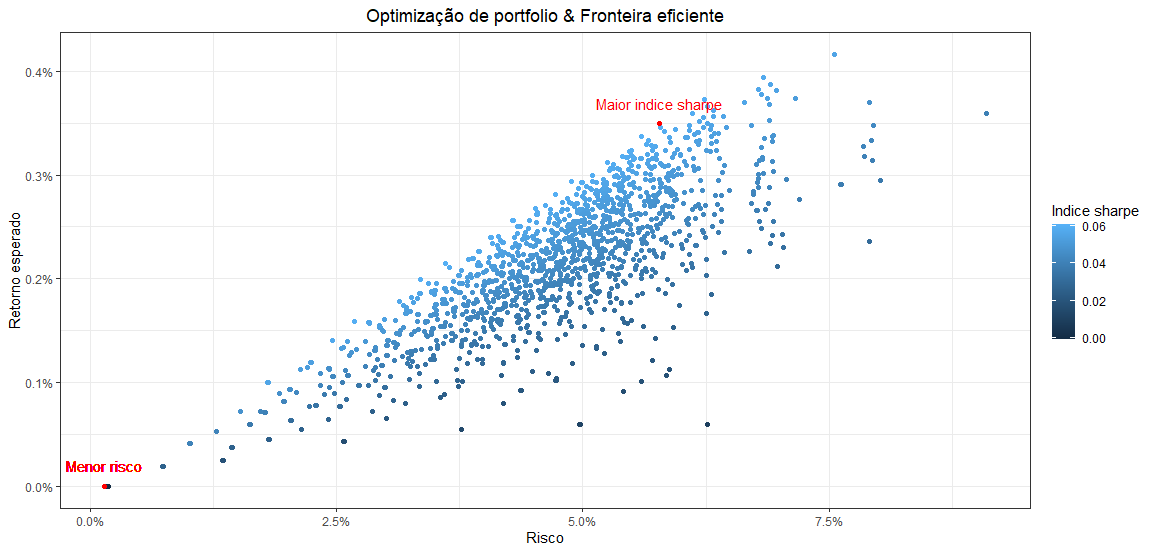 Optimização de portfolio & Fronteira eficiente
Retorno esperado
0.4%
0.3%
0.2%
0.1%
0.0%
Maior indice sharpe
Menor risco
0.0%
2.5%
5.0%
7.5%
Risco
Indice sharpe
0.06
0.04
0.02
0.00